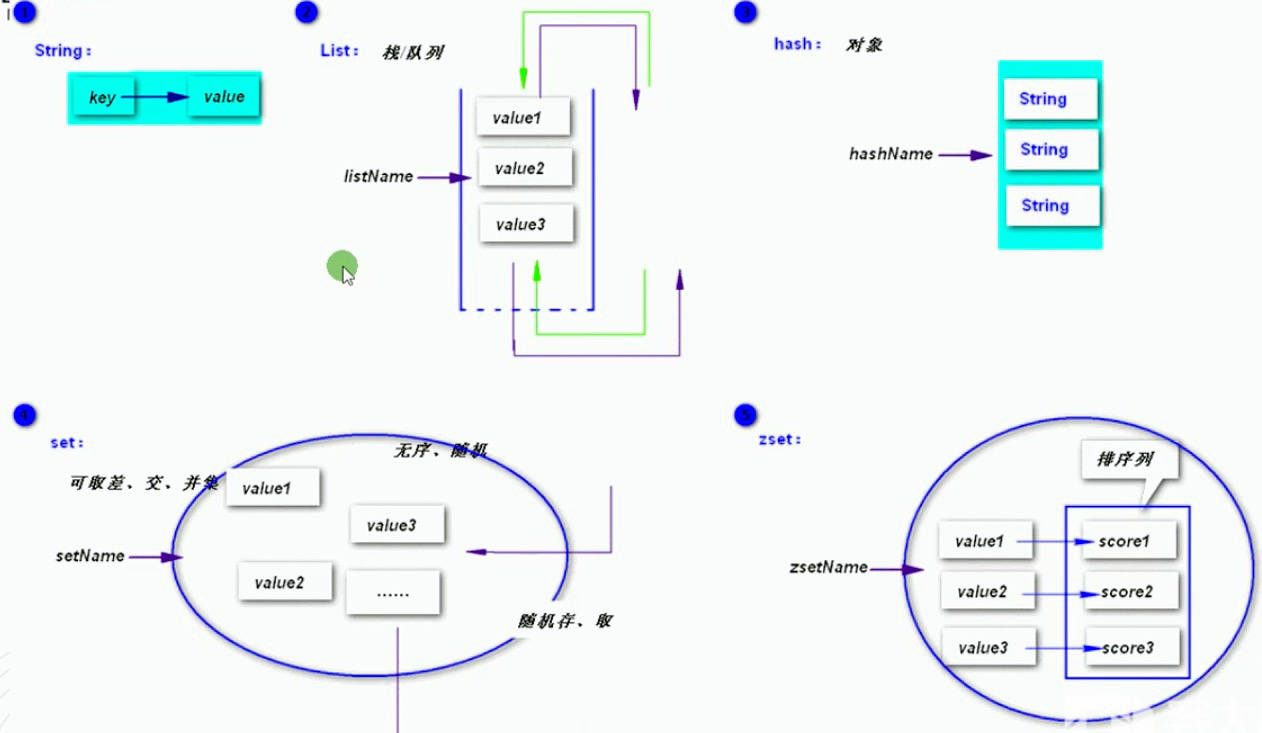 1
String:
key
value
2
List: 栈/队列
listName
value1
value2
value3
3
hash: 对象
hashName
String
String
String
4
set:
无序、随机
可取差、交、并集
setName
value1
value3
value2
......
随机存、取
5
zset:
排序列
zsetName
value1
score1
value2
score2
value3
score3